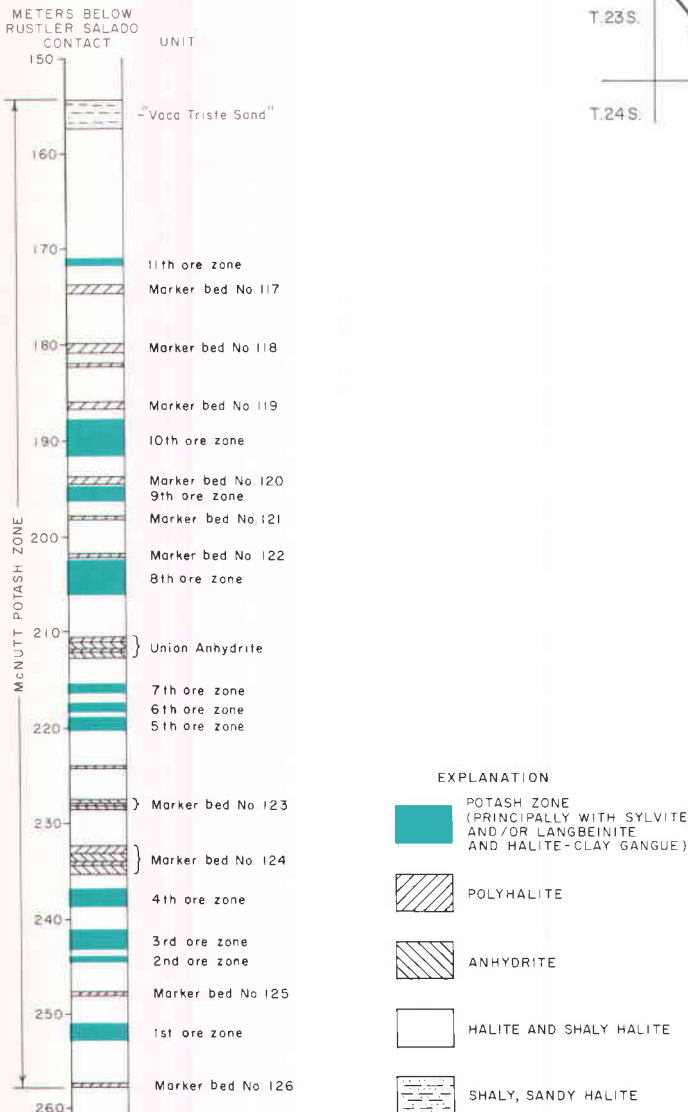 METERS BELOW
RUSTLER SALADO
CONTACT
UNIT
T.23 S.
T.24 S.
McNUTT POTASH ZONE
150
160
170
180
190
200
210
220
230
240
250
260
"Vaca Triste Sand"
11th ore zone
Marker bed No 117
Marker bed No 118
Marker bed No 119
10th ore zone
Marker bed No. 120
9th ore zone
Marker bed No. 121
Marker bed No. 122
8th ore zone
Union Anhydrite
7th ore zone
6th ore zone
5th ore zone
Marker bed No. 123
Marker bed No. 124
4th ore zone
3rd ore zone
2nd ore zone
Marker bed No 125
1st ore zone
Marker bed No. 126
EXPLANATION
POTASH ZONE
(PRINCIPALLY WITH SYLVITE
AND/OR LANGBEINITE
AND HALITE-CLAY GANGUE)
POLYHALITE
ANHYDRITE
HALITE AND SHALY HALITE
SHALY, SANDY HALITE